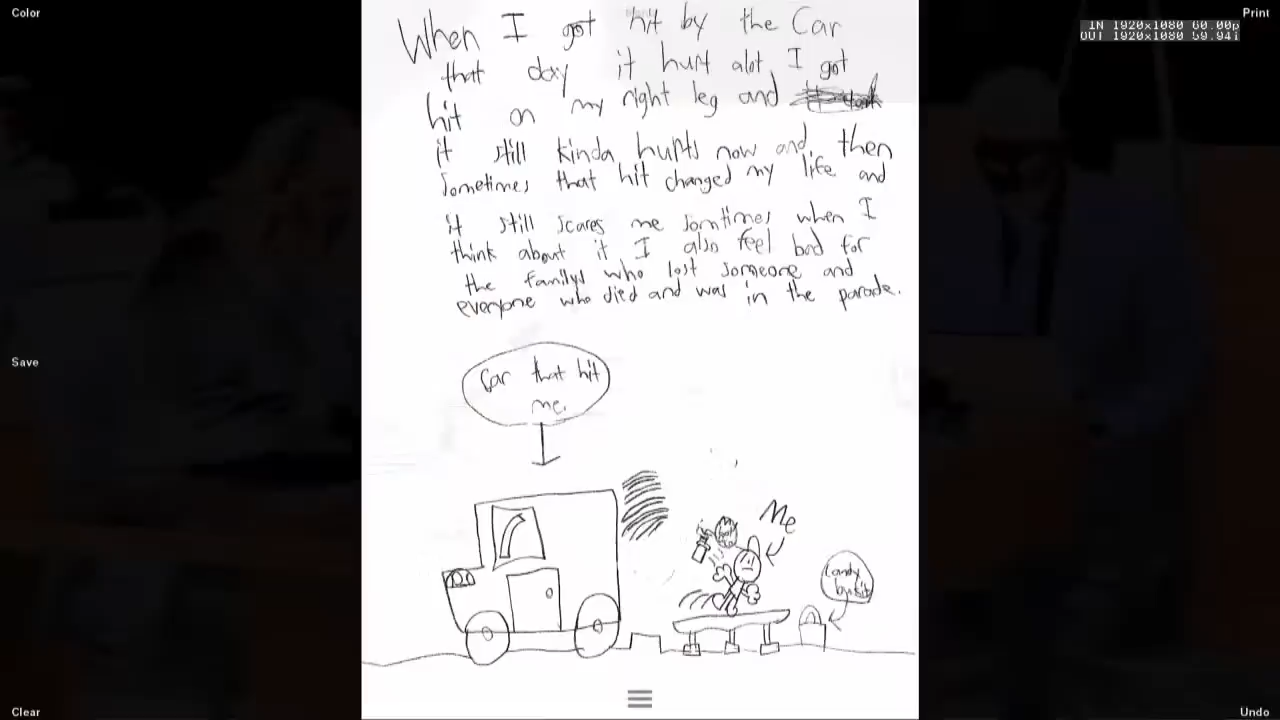 Color
Print
IN 1920x1080 60.00p
OUT 1920x1080 59.94i
When I got hit by the Car
that day it hurt alot I got
hit on my right leg and
it still kinda hurts now and then
sometimes that hit changed my life and
it still scares me somtimes when I
think about it I also feel bad for
the familys who lost someone and
everyone who died and was in the parade.
Save
Car that hit
me.
Me
Candy
Clear
Undo